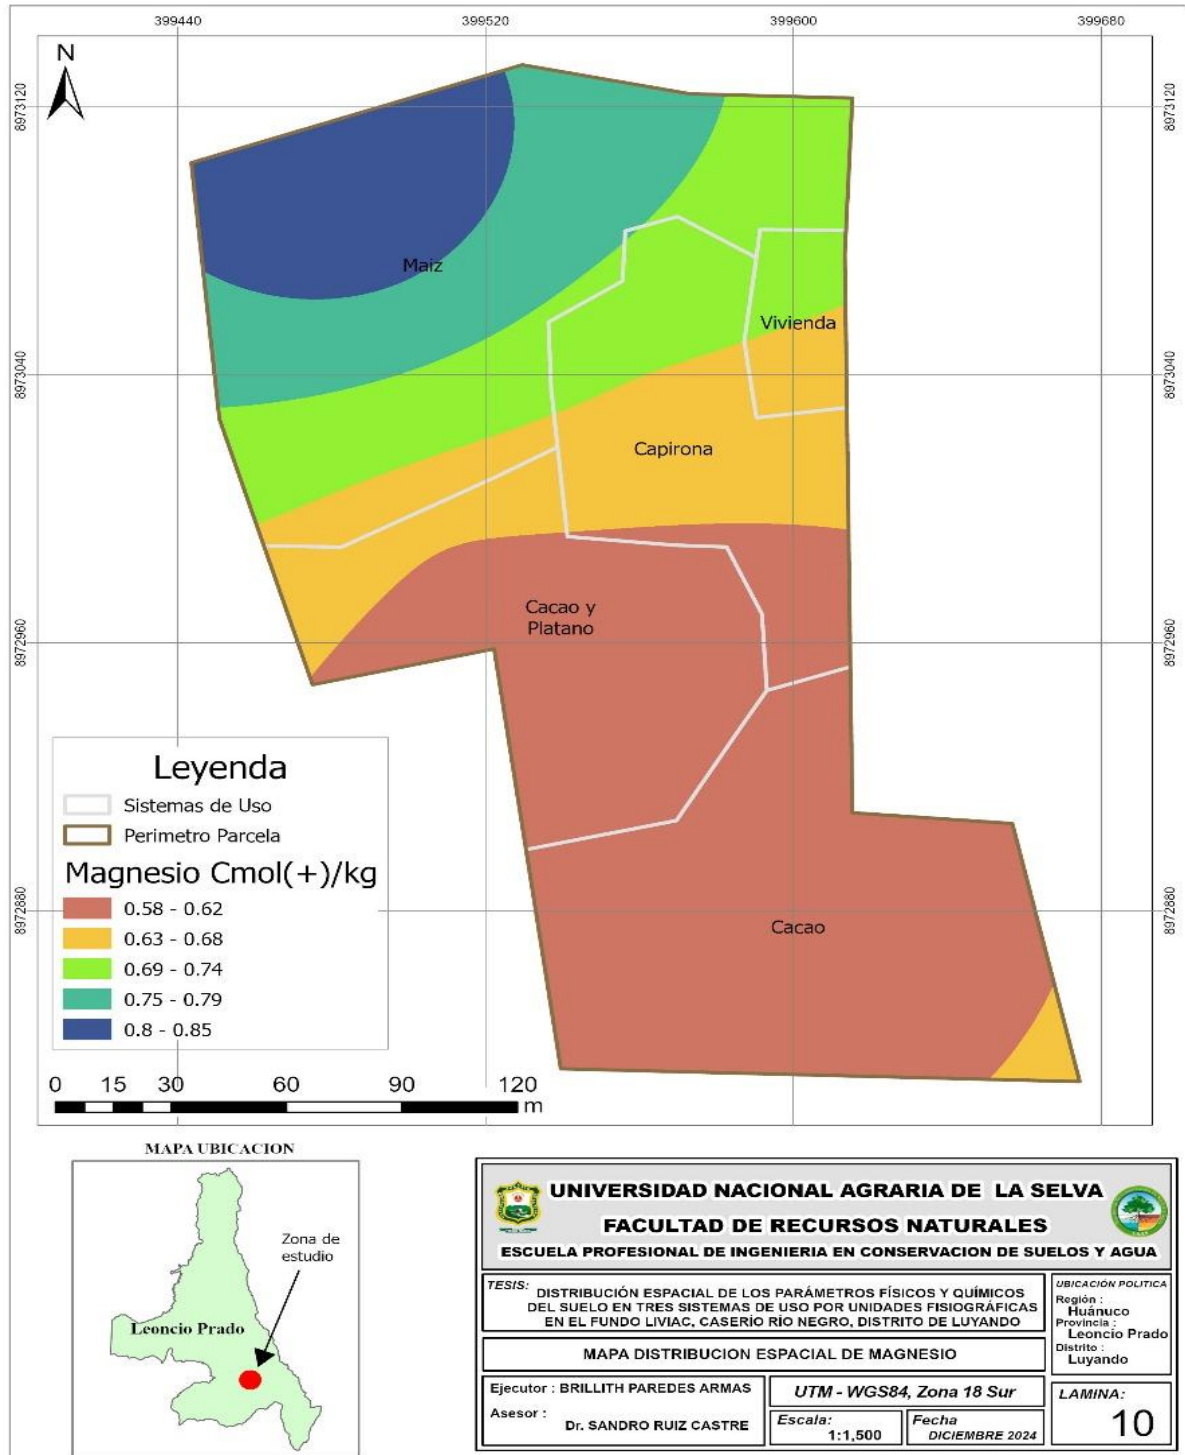 399440 399520 399600 399680
N
8973120 8973120
Maiz
Vivienda
8973040 8973040
Capirona
Cacao y
Platano
8972960 8972960
Leyenda
Sistemas de Uso
Perimetro Parcela
Magnesio Cmol(+)/kg
0.58 - 0.62
0.63 - 0.68
0.69 - 0.74
0.75 - 0.79
0.8 - 0.85
8972880 8972880
Cacao
0 15 30 60 90 120
m
MAPA UBICACION
Zona de
estudio
Leoncio Prado
UNIVERSIDAD NACIONAL AGRARIA DE LA SELVA
FACULTAD DE RECURSOS NATURALES
ESCUELA PROFESIONAL DE INGENIERIA EN CONSERVACION DE SUELOS Y AGUA
TESIS: DISTRIBUCIÓN ESPACIAL DE LOS PARÁMETROS FÍSICOS Y QUÍMICOS
DEL SUELO EN TRES SISTEMAS DE USO POR UNIDADES FISIOGRÁFICAS
EN EL FUNDO LIVIAC, CASERÍO RÍO NEGRO, DISTRITO DE LUYANDO
UBICACIÓN POLITICA
Región :
Huánuco
Provincia :
Leoncio Prado
Distrito :
Luyando
MAPA DISTRIBUCION ESPACIAL DE MAGNESIO
Ejecutor : BRILLITH PAREDES ARMAS
Asesor :
Dr. SANDRO RUIZ CASTRE
UTM - WGS84, Zona 18 Sur
Escala:
1:1,500
Fecha
DICIEMBRE 2024
LAMINA:
10